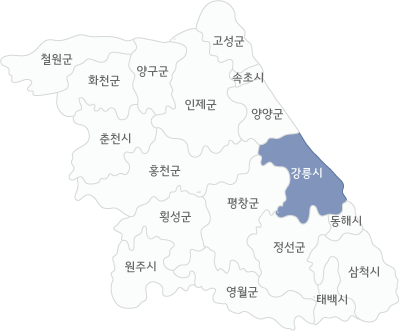 고성군
철원군
양구군
속초시
화천군
인제군
양양군
춘천시
홍천군
강릉시
평창군
횡성군
동해시
정선군
원주시
삼척시
영월군
태백시